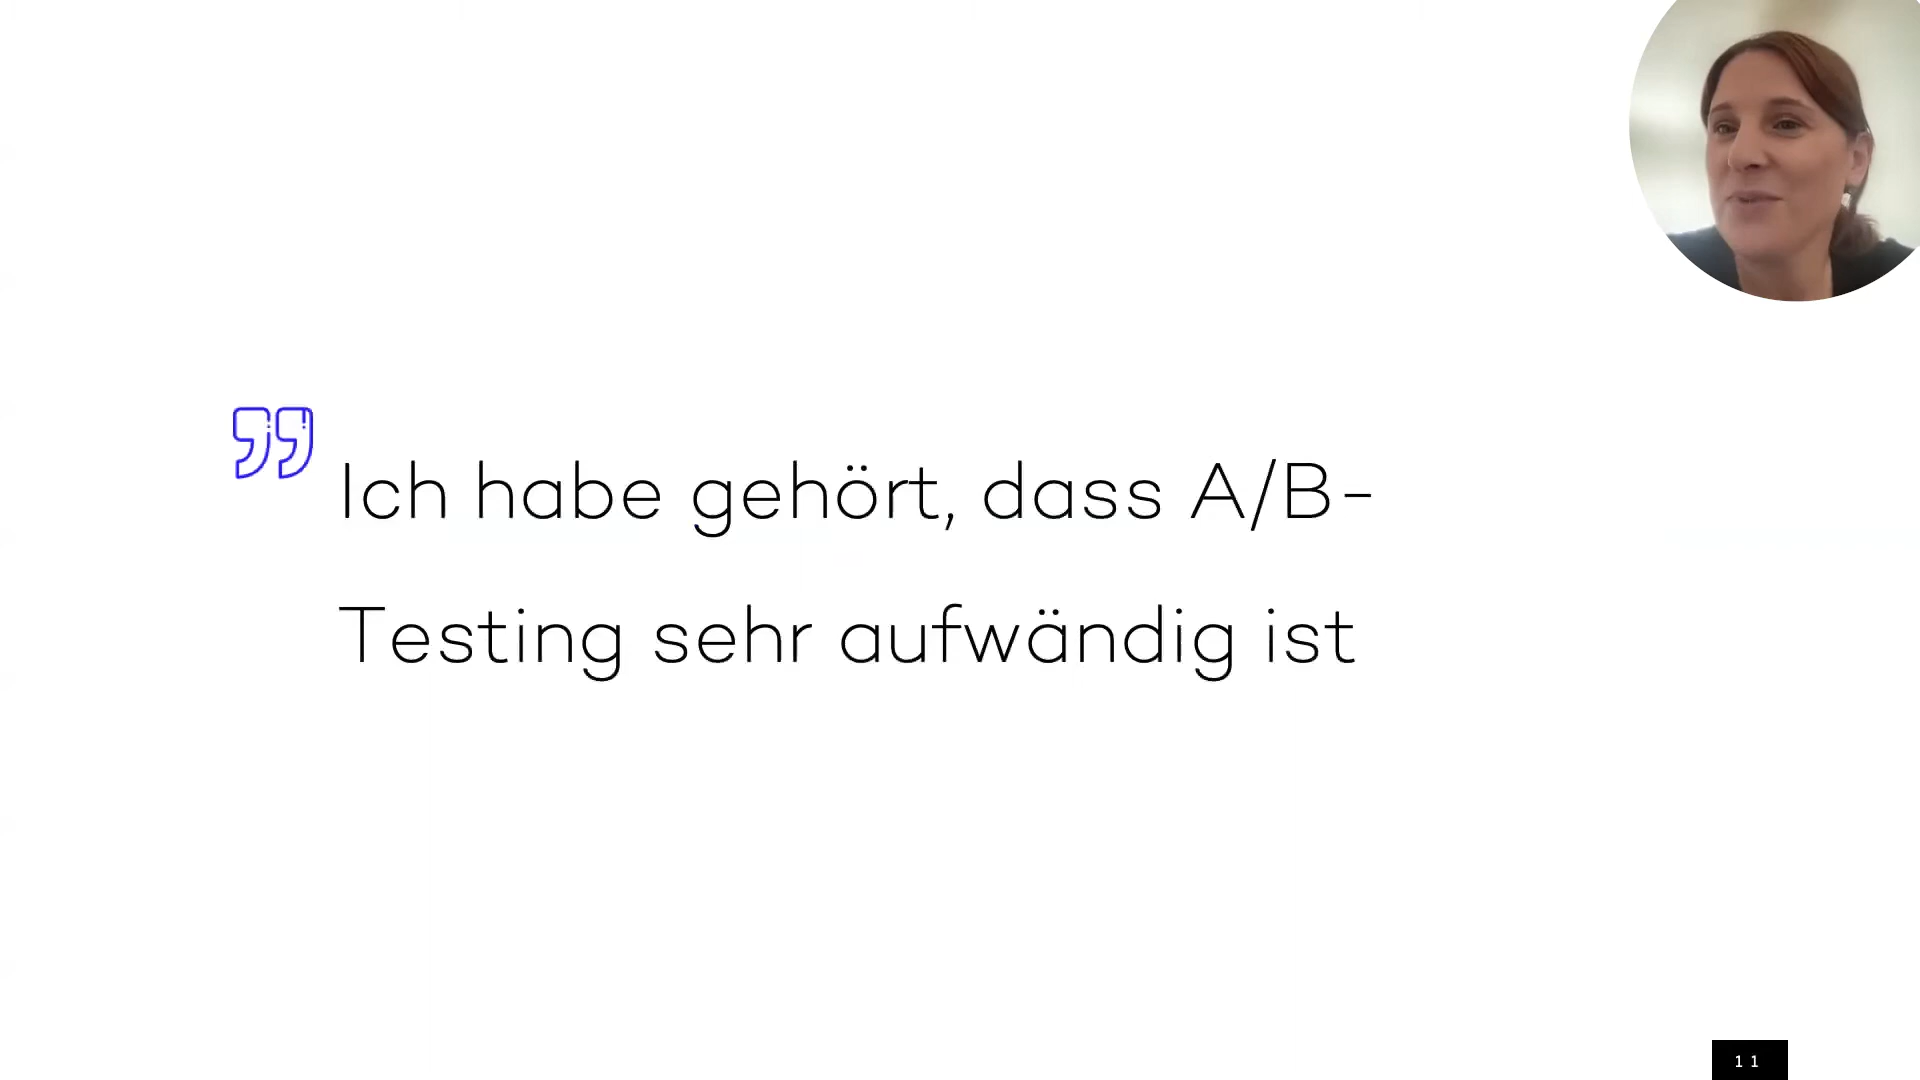 Ich habe gehört, dass A/B-
Testing sehr aufwändig ist
11